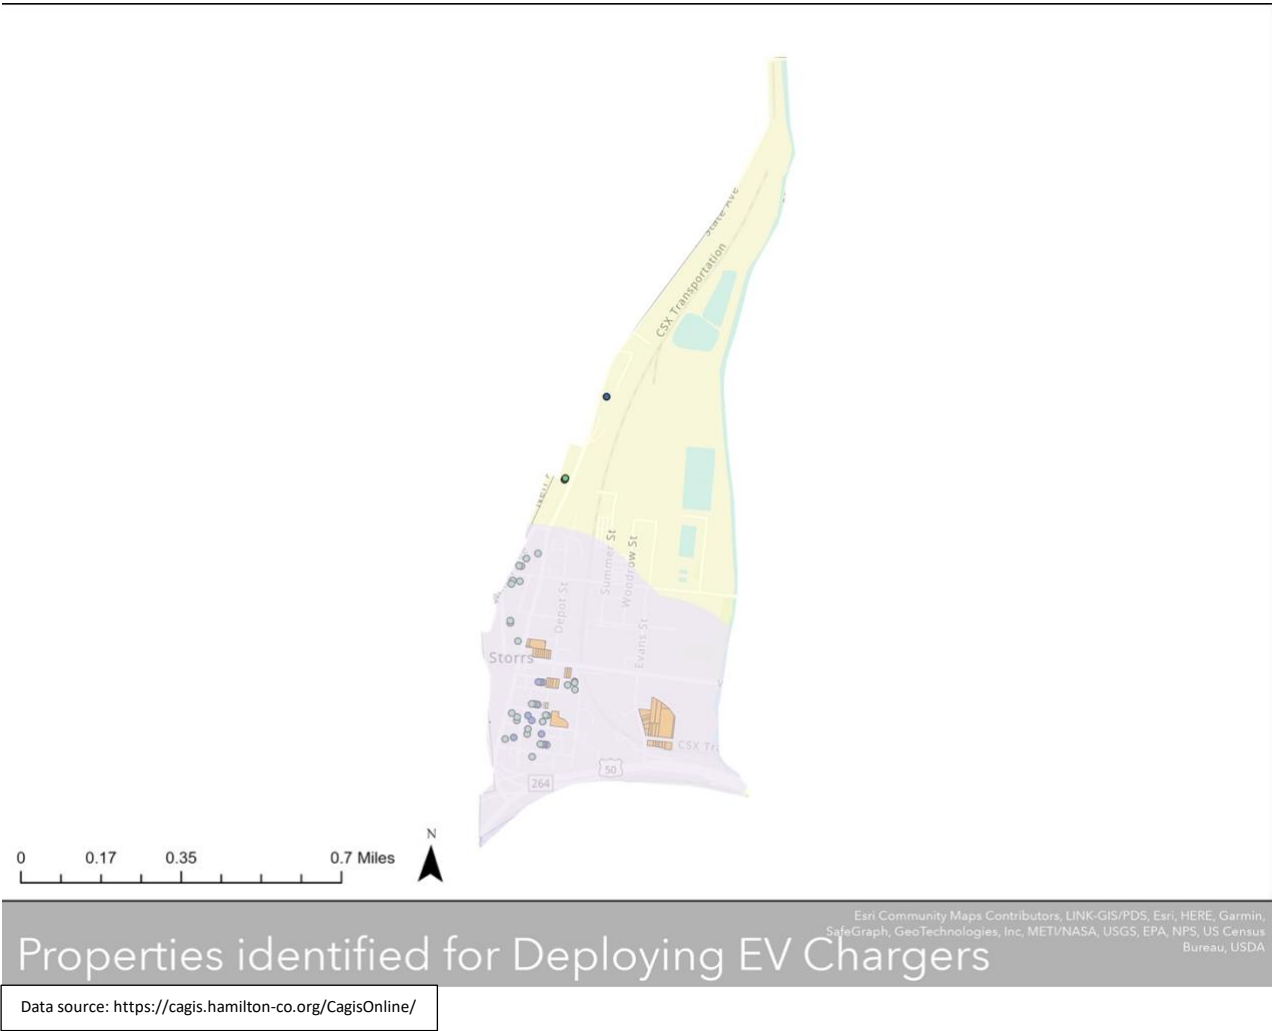 State Ave
CSX Transportation
Summer St
Woodrow St
Depot St
Evans St
Storrs
CSX Tr
50
264
N
0 0.17 0.35 0.7 Miles
Esri Community Maps Contributors, LINK-GIS/PDS, Esri, HERE, Garmin,
SafeGraph, GeoTechnologies, Inc, METI/NASA, USGS, EPA, NPS, US Census
Bureau, USDA
Properties identified for Deploying EV Chargers
Data source: https://cagis.hamilton-co.org/CagisOnline/